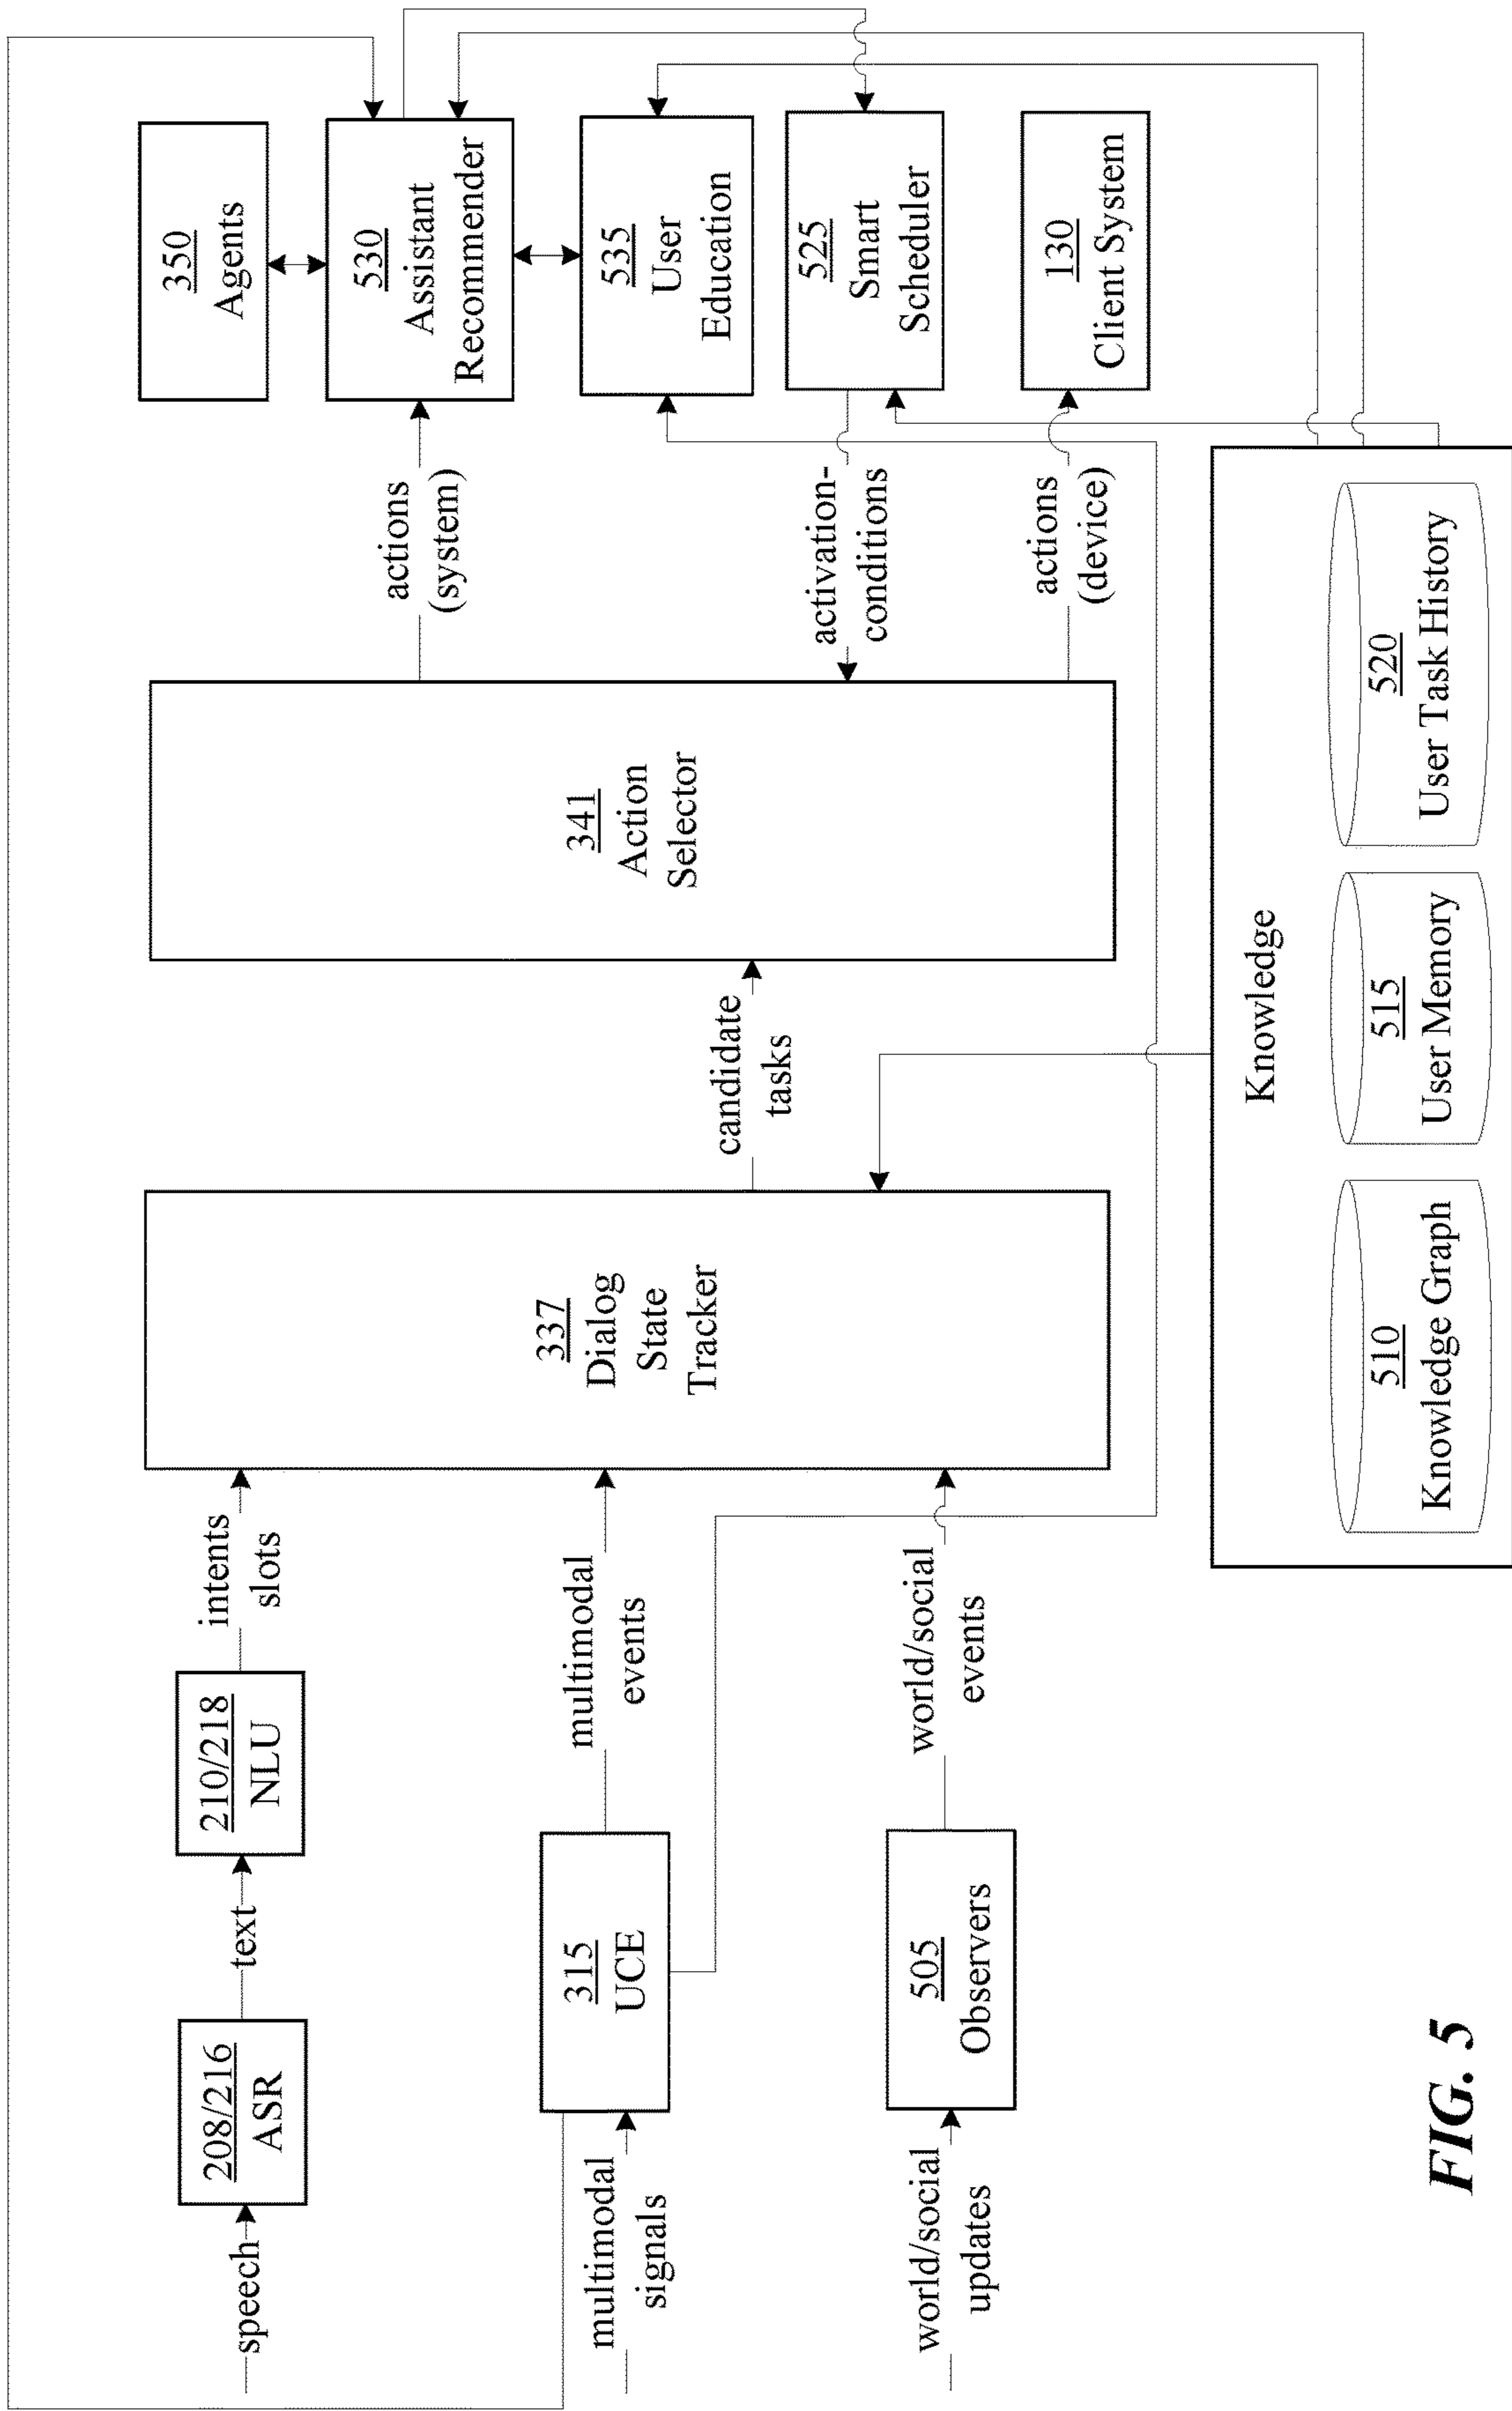 speech
208/216
ASR
text
210/218
NLU
intents
slots
multimodal
signals
315
UCE
multimodal
events
world/social
updates
505
Observers
world/social
events
337
Dialog
State
Tracker
candidate
tasks
341
Action
Selector
actions
(system)
activation-
conditions
actions
(device)
350
Agents
530
Assistant
Recommender
535
User
Education
525
Smart
Scheduler
130
Client System
Knowledge
510
Knowledge Graph
515
User Memory
520
User Task History
FIG. 5